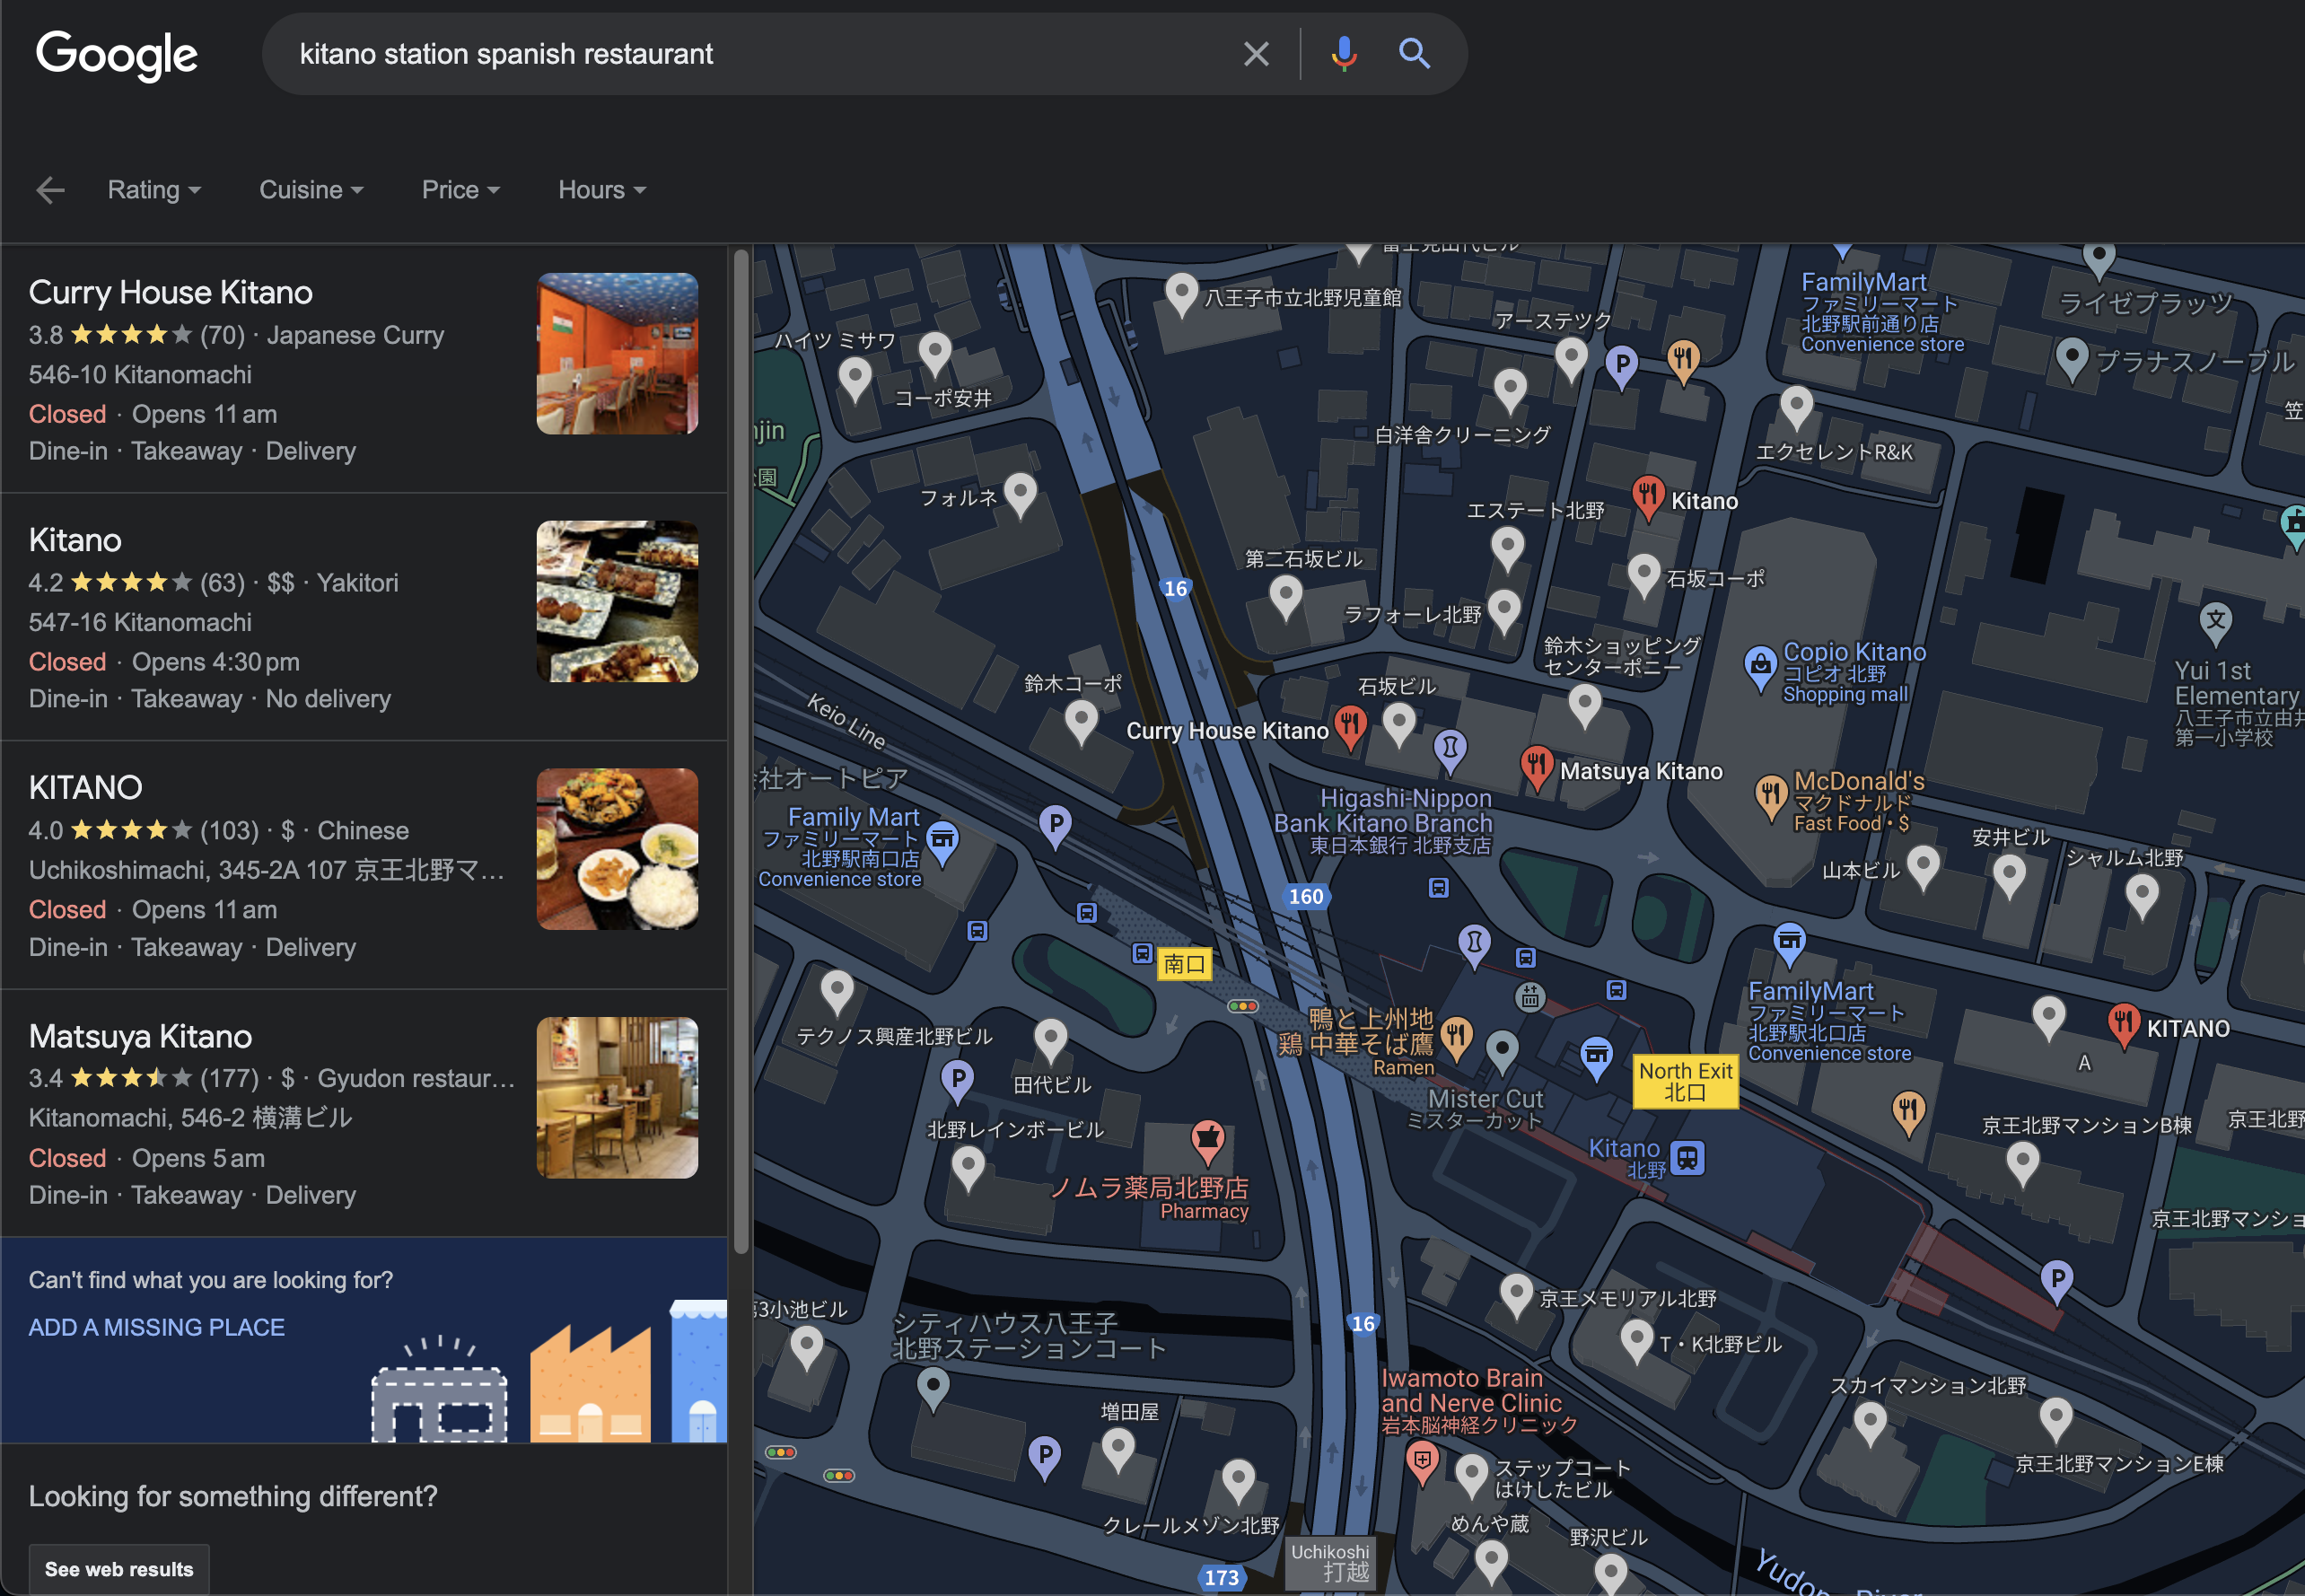 Google
kitano station spanish restaurant
Rating
Cuisine
Price
Hours
Curry House Kitano
3.8 (70) · Japanese Curry
546-10 Kitanomachi
Closed · Opens 11 am
Dine-in · Takeaway · Delivery
Kitano
4.2 (63) · $$ · Yakitori
547-16 Kitanomachi
Closed · Opens 4:30 pm
Dine-in · Takeaway · No delivery
KITANO
4.0 (103) · $ · Chinese
Uchikoshimachi, 345-2A 107 京王北野マ...
Closed · Opens 11 am
Dine-in · Takeaway · Delivery
Matsuya Kitano
3.4 (177) · $ · Gyudon restaur...
Kitanomachi, 546-2 横溝ビル
Closed · Opens 5 am
Dine-in · Takeaway · Delivery
Can't find what you are looking for?
ADD A MISSING PLACE
Looking for something different?
See web results
八王子市立北野児童館
ハイツ ミサワ
コーポ安井
アーステツク
P
FamilyMart
ファミリーマート
北野駅前通り店
Convenience store
ライゼプラッツ
プラナスノーブル
笠
白洋舎クリーニング
エクセレントR&K
njin
公園
フォルネ
エステート北野
Kitano
16
第二石坂ビル
石坂コーポ
ラフォーレ北野
鈴木ショッピング
センターポニー
Copio Kitano
コピオ 北野
Shopping mall
文
Yui 1st
Elementary
八王子市立由井
第一小学校
鈴木コーポ
石坂ビル
Keio Line
Curry House Kitano
Matsuya Kitano
会社オートピア
Family Mart
ファミリーマート
北野駅南口店
Convenience store
P
Higashi-Nippon
Bank Kitano Branch
東日本銀行 北野支店
McDonald's
マクドナルド
Fast Food • $
安井ビル
シャルム北野
山本ビル
160
南口
テクノス興産北野ビル
田代ビル
鴨と上州地
鶏 中華そば鷹
Ramen
FamilyMart
ファミリーマート
北野駅北口店
Convenience store
KITANO
A
North Exit
北口
Mister Cut
ミスターカット
P
北野レインボービル
Kitano
北野
京王北野マンションB棟
京王北野
ノムラ薬局北野店
Pharmacy
京王北野マンショ
P
第3小池ビル
シティハウス八王子
北野ステーションコート
16
京王メモリアル北野
T・K北野ビル
Iwamoto Brain
and Nerve Clinic
岩本脳神経クリニック
スカイマンション北野
増田屋
P
ステップコート
はけしたビル
京王北野マンションE棟
クレールメゾン北野
めんや蔵
野沢ビル
Uchikoshi
打越
173